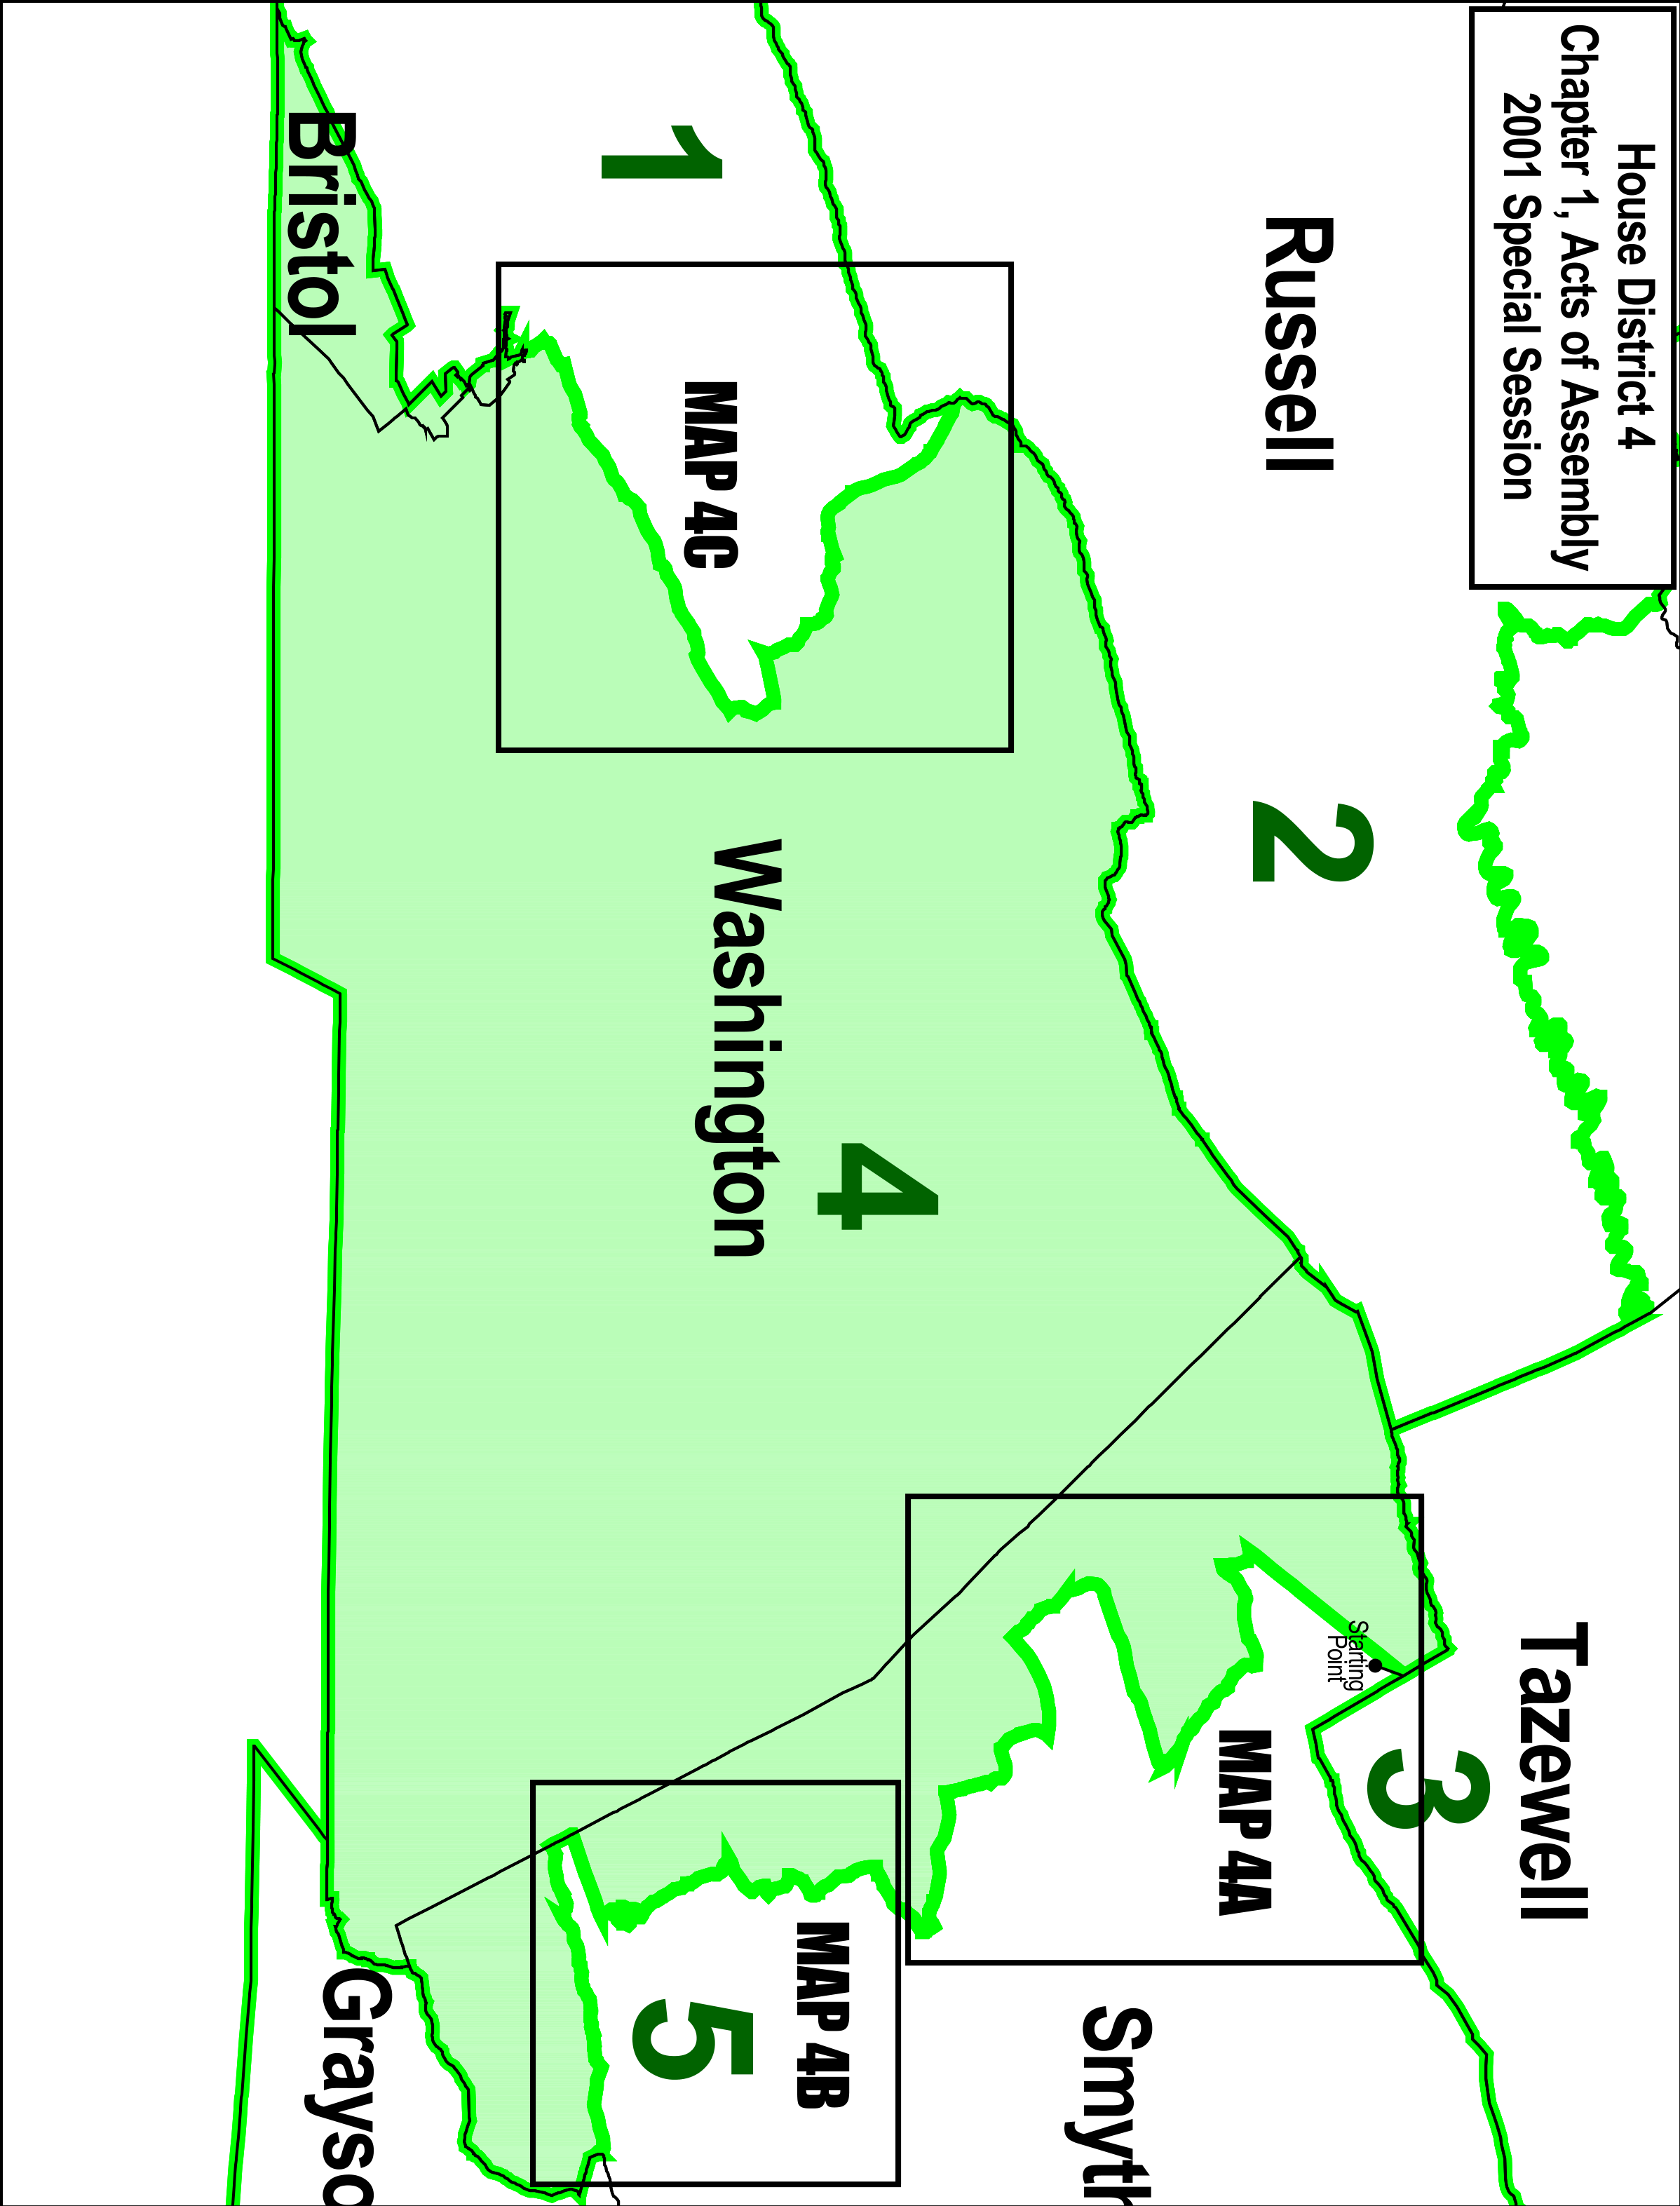 House District 4
Chapter 1, Acts of Assembly
2001 Special Session
Tazewell
3
Russell
2
Starting
Point
MAP 4A
Smyth
4
MAP 4B
Washington
1
MAP 4C
5
Bristol
Grayso